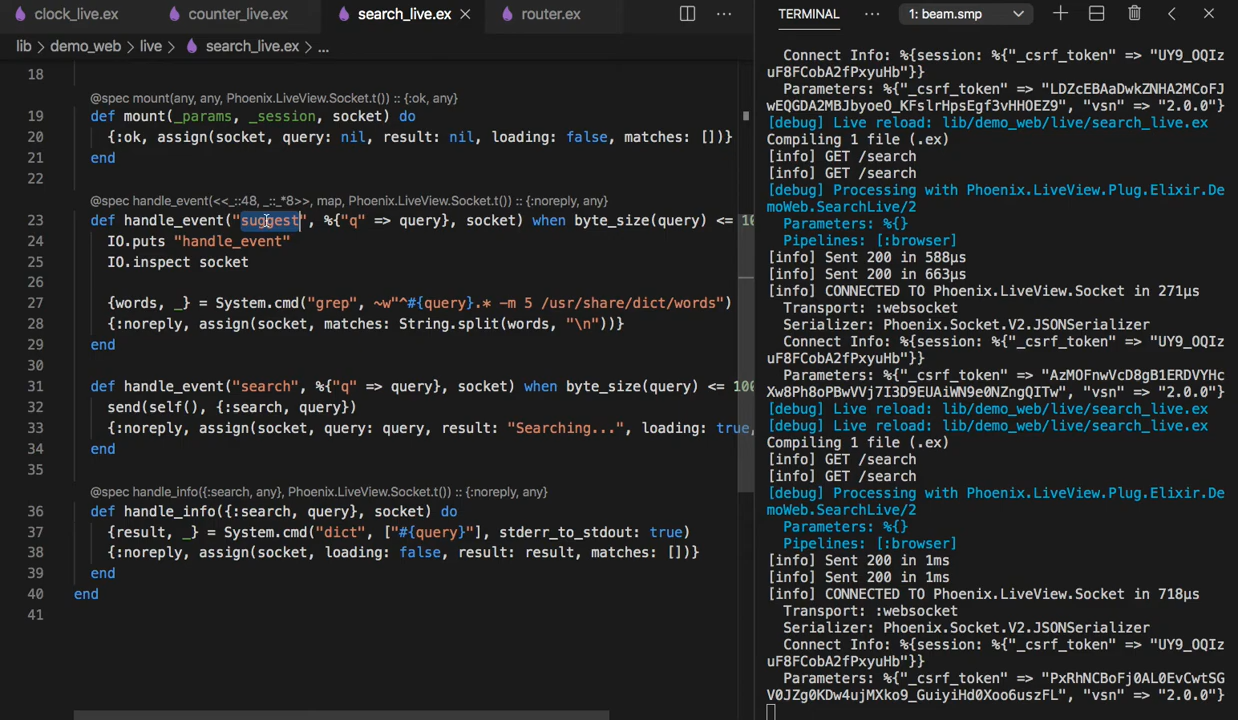 clock_live.ex
counter_live.ex
search_live.ex
router.ex
lib > demo_web > live > search_live.ex > ...
18
@spec mount(any, any, Phoenix.LiveView.Socket.t()) :: {:ok, any}
19 def mount(_params, _session, socket) do
20 {:ok, assign(socket, query: nil, result: nil, loading: false, matches: [])}
21 end
22
@spec handle_event(<<_::48, _::_*8>>, map, Phoenix.LiveView.Socket.t()) :: {:noreply, any}
23 def handle_event("suggest", %{"q" => query}, socket) when byte_size(query) <= 10
24 IO.puts "handle_event"
25 IO.inspect socket
26
27 {words, _} = System.cmd("grep", ~w"^#{query}.* —m 5 /usr/share/dict/words")
28 {:noreply, assign(socket, matches: String.split(words, "\n"))}
29 end
30
31 def handle_event("search", %{"q" => query}, socket) when byte_size(query) <= 100
32 send(self(), {:search, query})
33 {:noreply, assign(socket, query: query, result: "Searching...", loading: true,
34 end
35
@spec handle_info({:search, any}, Phoenix.LiveView.Socket.t()) :: {:noreply, any}
36 def handle_info({:search, query}, socket) do
37 {result, _} = System.cmd("dict", ["#{query}"], stderr_to_stdout: true)
38 {:noreply, assign(socket, loading: false, result: result, matches: [])}
39 end
40 end
41
TERMINAL ... 1: beam.smp
Connect Info: %{session: %{"_csrf_token" => "UY9_OQIz
uF8FCobA2fPxyuHb"}}
Parameters: %{"_csrf_token" => "LDZcEBAaDwkZNHA2MCoFJ
wEQGDA2MBJbyoeO_KFslrHpsEgf3vHHOEZ9", "vsn" => "2.0.0"}
[debug] Live reload: lib/demo_web/live/search_live.ex
Compiling 1 file (.ex)
[info] GET /search
[info] GET /search
[debug] Processing with Phoenix.LiveView.Plug.Elixir.De
moWeb.SearchLive/2
Parameters: %{}
Pipelines: [:browser]
[info] Sent 200 in 588µs
[info] Sent 200 in 663µs
[info] CONNECTED TO Phoenix.LiveView.Socket in 271µs
Transport: :websocket
Serializer: Phoenix.Socket.V2.JSONSerializer
Connect Info: %{session: %{"_csrf_token" => "UY9_OQIz
uF8FCobA2fPxyuHb"}}
Parameters: %{"_csrf_token" => "AzMOFnwVcD8gB1ERDVYHc
Xw8Ph8oPBwVVj7I3D9EUAiWN9e0NZngQITw", "vsn" => "2.0.0"}
[debug] Live reload: lib/demo_web/live/search_live.ex
[debug] Live reload: lib/demo_web/live/search_live.ex
Compiling 1 file (.ex)
[info] GET /search
[info] GET /search
[debug] Processing with Phoenix.LiveView.Plug.Elixir.De
moWeb.SearchLive/2
Parameters: %{}
Pipelines: [:browser]
[info] Sent 200 in 1ms
[info] Sent 200 in 1ms
[info] CONNECTED TO Phoenix.LiveView.Socket in 718µs
Transport: :websocket
Serializer: Phoenix.Socket.V2.JSONSerializer
Connect Info: %{session: %{"_csrf_token" => "UY9_OQIz
uF8FCobA2fPxyuHb"}}
Parameters: %{"_csrf_token" => "PxRhNCBoFj0AL0EvCwtSG
V0JZg0KDw4ujMXko9_GuiyiHd0Xoo6uszFL", "vsn" => "2.0.0"}